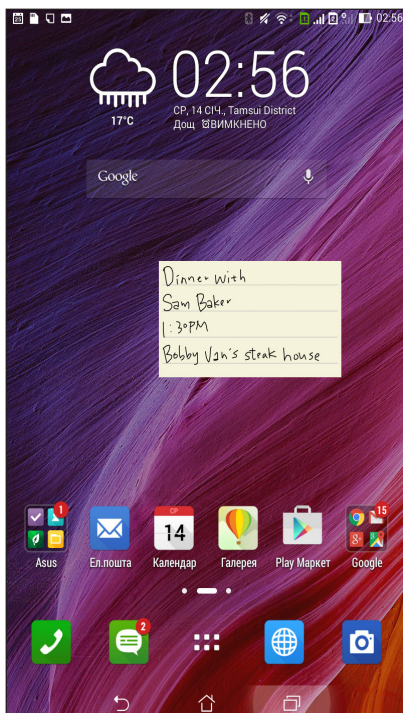 02:56
02:56
СР, 14 СІЧ., Tamsui District
17°C
Дощ ВИМКНЕНО
Google
Dinner with
Sam Baker
1:30PM
Bobby Van's steak house
1
СР
15
14
8+
Asus
Ел.пошта
Календар
Галерея
Play Маркет
Google
2